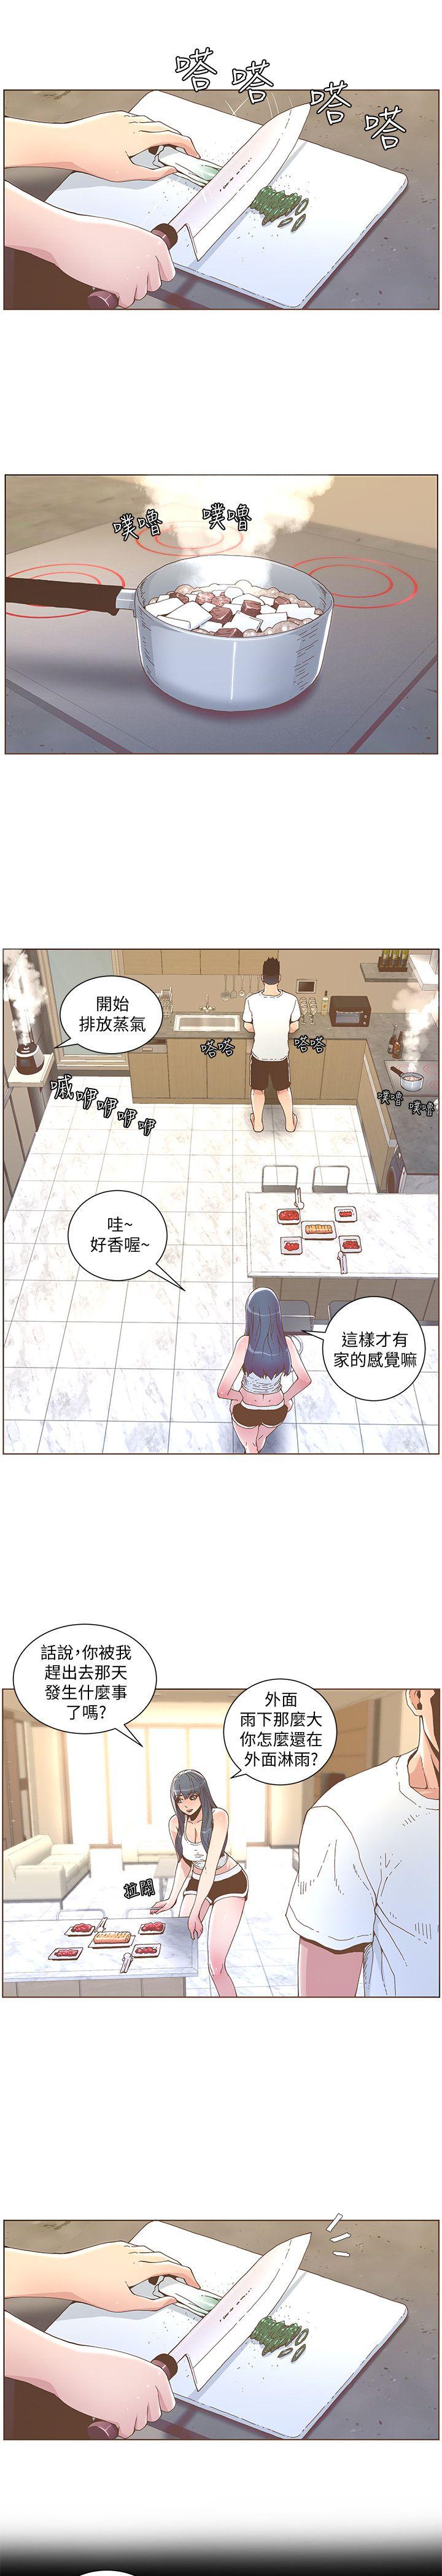 嗒 嗒 嗒 嗒
噗嚕 噗嚕
開始
排放蒸氣
嗒嗒 嗒嗒
噗嚕 噗嚕
嘁咿咿咿咿
哇~
好香喔~
這樣才有
家的感覺嘛
話說,你被我
趕出去那天
發生什麼事
了嗎?
外面
雨下那麼大
你怎麼還在
外面淋雨?
拉開